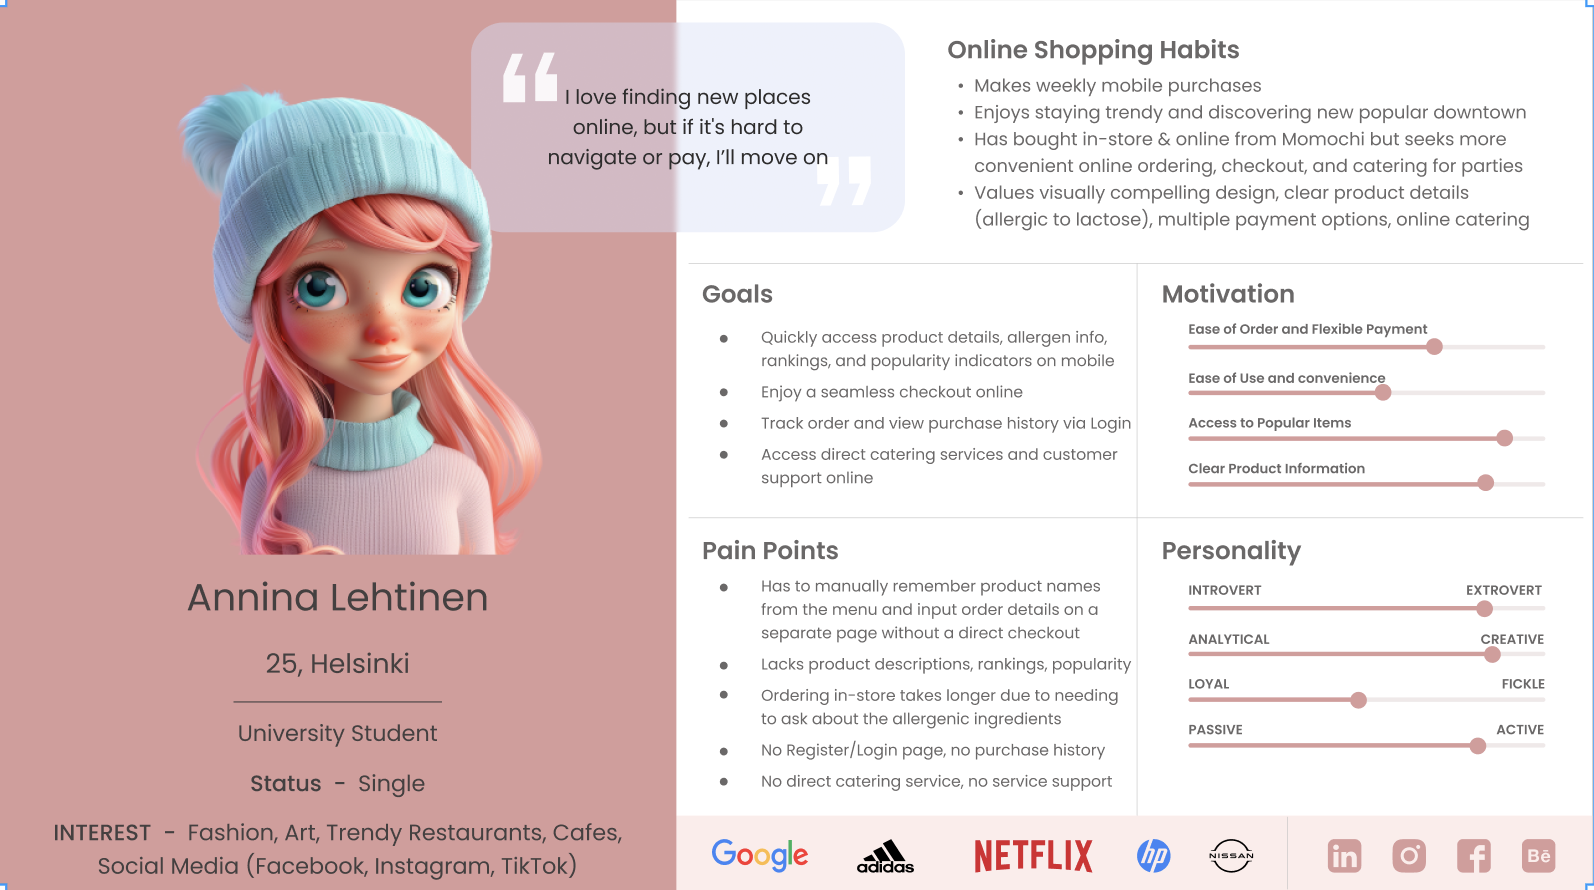 “
I love finding new places
online, but if it's hard to
navigate or pay, I’ll move on
”
Annina Lehtinen
25, Helsinki
University Student
Status - Single
INTEREST - Fashion, Art, Trendy Restaurants, Cafes,
Social Media (Facebook, Instagram, TikTok)
Online Shopping Habits
• Makes weekly mobile purchases
• Enjoys staying trendy and discovering new popular downtown
• Has bought in-store & online from Momochi but seeks more
convenient online ordering, checkout, and catering for parties
• Values visually compelling design, clear product details
(allergic to lactose), multiple payment options, online catering
Goals
● Quickly access product details, allergen info,
rankings, and popularity indicators on mobile
● Enjoy a seamless checkout online
● Track order and view purchase history via Login
● Access direct catering services and customer
support online
Motivation
Ease of Order and Flexible Payment
Ease of Use and convenience
Access to Popular Items
Clear Product Information
Pain Points
● Has to manually remember product names
from the menu and input order details on a
separate page without a direct checkout
● Lacks product descriptions, rankings, popularity
● Ordering in-store takes longer due to needing
to ask about the allergenic ingredients
● No Register/Login page, no purchase history
● No direct catering service, no service support
Personality
INTROVERT EXTROVERT
ANALYTICAL CREATIVE
LOYAL FICKLE
PASSIVE ACTIVE
Google adidas NETFLIX hp NISSAN in f Bē